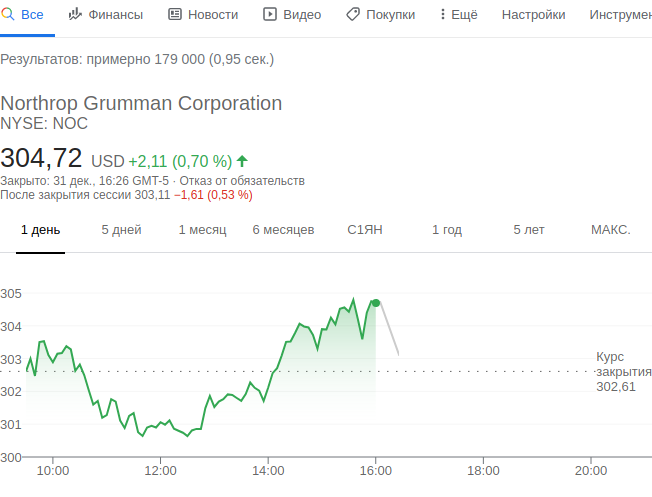 Все Финансы Новости Видео Покупки Ещё Настройки
Результатов: примерно 179 000 (0,95 сек.)
Northrop Grumman Corporation
NYSE: NOC
304,72 USD +2,11 (0,70 %)
Закрыто: 31 дек., 16:26 GMT-5 · Отказ от обязательств
После закрытия сессии 303,11 −1,61 (0,53 %)
1 день 5 дней 1 месяц 6 месяцев С1ЯН 1 год 5 лет МАКС.
305
304
303
302
301
300
Курс
закрытия
302,61
10:00 12:00 14:00 16:00 18:00 20:00